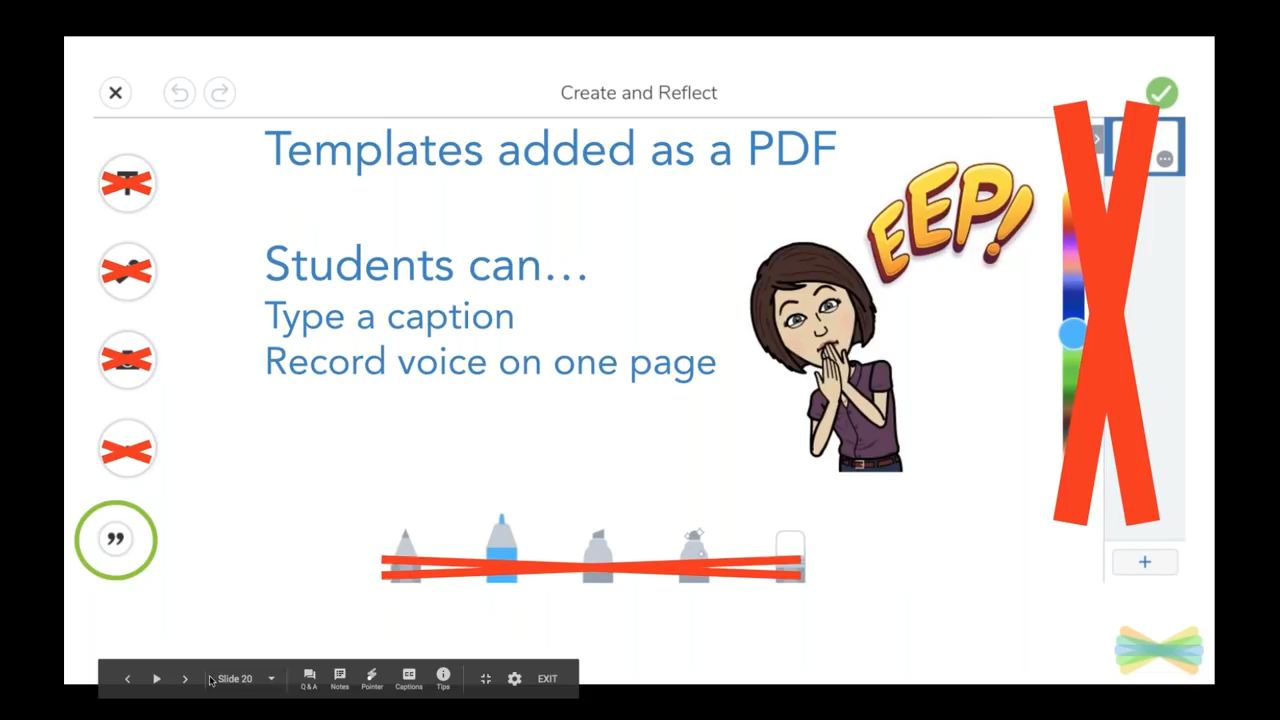 Create and Reflect
Templates added as a PDF
EEP!
Students can...
Type a caption
Record voice on one page
"
+
Slide 20
Q & A
Notes
Pointer
CC
Captions
Tips
EXIT